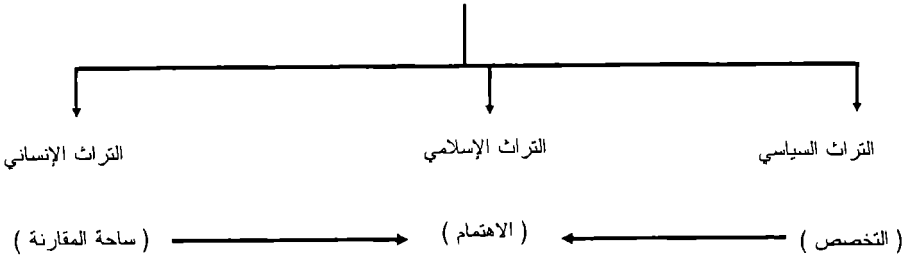 التراث السياسي التراث الإسلامي التراث الإنساني
( التخصص ) ( الاهتمام ) ( ساحة المقارنة )